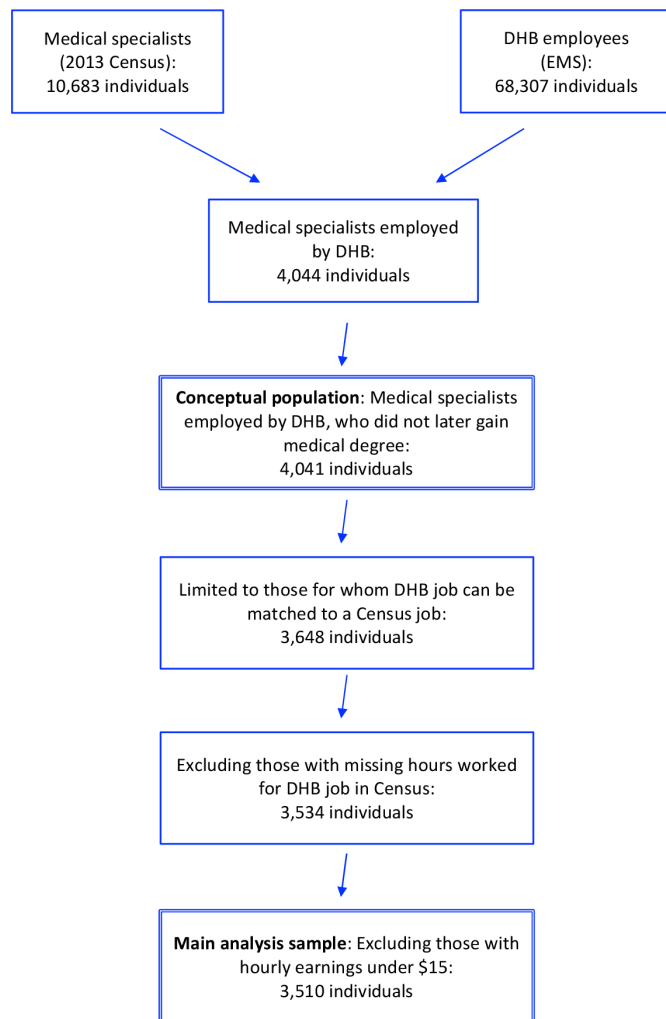 Medical specialists
(2013 Census):
10,683 individuals
DHB employees
(EMS):
68,307 individuals
Medical specialists employed
by DHB:
4,044 individuals
Conceptual population: Medical specialists
employed by DHB, who did not later gain
medical degree:
4,041 individuals
Limited to those for whom DHB job can be
matched to a Census job:
3,648 individuals
Excluding those with missing hours worked
for DHB job in Census:
3,534 individuals
Main analysis sample: Excluding those with
hourly earnings under $15:
3,510 individuals